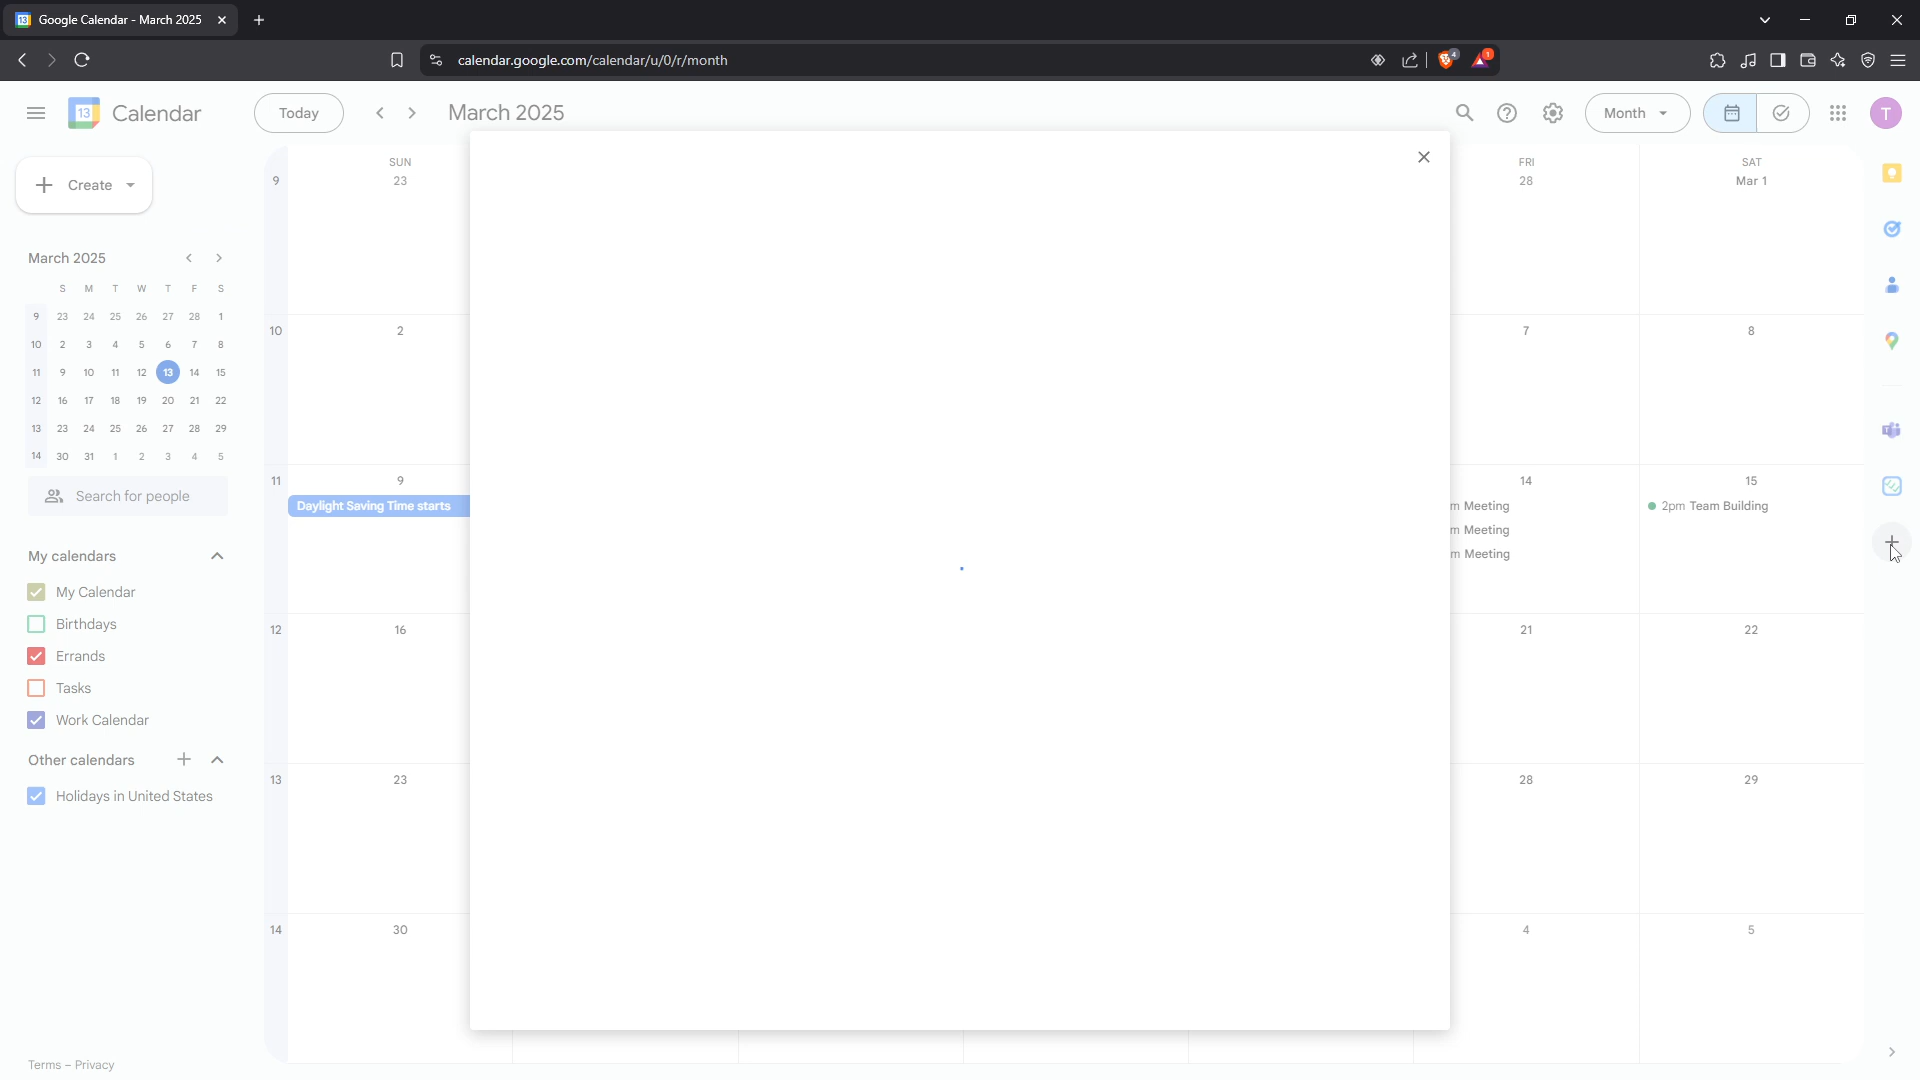 13 Google Calendar - March 2025
calendar.google.com/calendar/u/0/r/month
4
1
13 Calendar
Today
March 2025
Month
T
Create
March 2025
S M T W T F S
9 23 24 25 26 27 28 1
10 2 3 4 5 6 7 8
11 9 10 11 12 13 14 15
12 16 17 18 19 20 21 22
13 23 24 25 26 27 28 29
14 30 31 1 2 3 4 5
Search for people
My calendars
My Calendar
Birthdays
Errands
Tasks
Work Calendar
Other calendars
Holidays in United States
Terms – Privacy
SUN FRI SAT
9 23 28 Mar 1
10 2 7 8
11 9 14 15
Daylight Saving Time starts
m Meeting
2pm Team Building
m Meeting
m Meeting
12 16 21 22
13 23 28 29
14 30 4 5